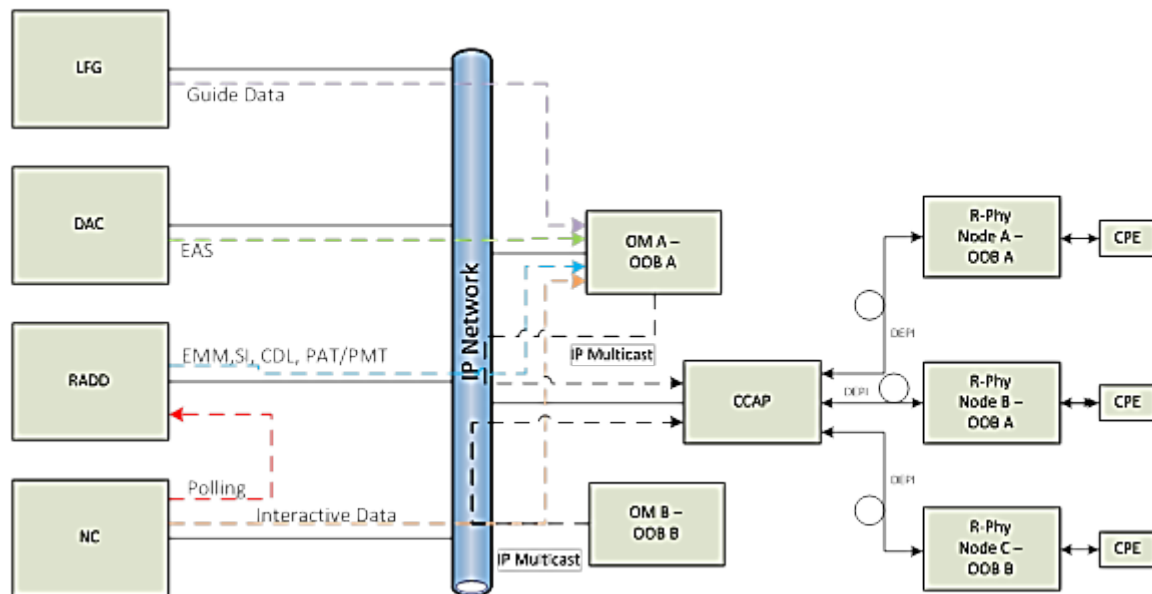 LFG
Guide Data
DAC
EAS
RADD
EMM,SI, CDL, PAT/PMT
NC
Polling
Interactive Data
IP Network
OM A –
OOB A
IP Multicast
CCAP
OM B –
OOB B
IP Multicast
DEPI
DEPI
DEPI
R-Phy
Node A –
OOB A
CPE
R-Phy
Node B –
OOB A
CPE
R-Phy
Node C –
OOB B
CPE